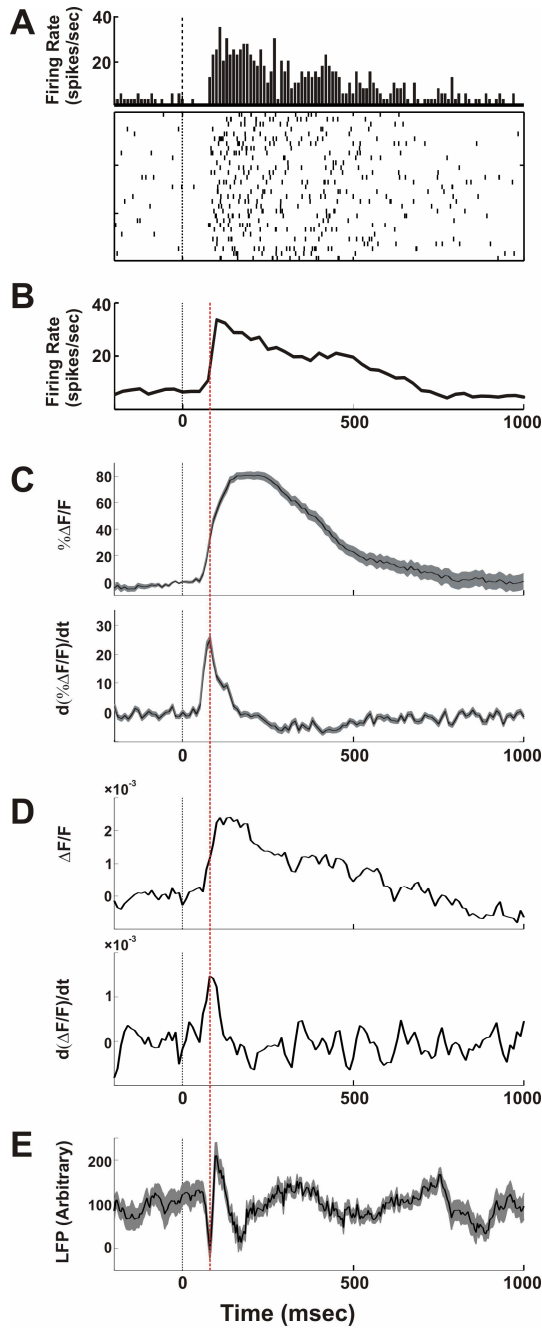 A
Firing Rate
(spikes/sec)
40
20
B
Firing Rate
(spikes/sec)
40
20
0
500
1000
C
%ΔF/F
80
60
40
20
0
d(%ΔF/F)/dt
30
20
10
0
0
500
1000
D
×10⁻³
ΔF/F
2
1
0
×10⁻³
d(ΔF/F)/dt
1
0
0
500
1000
E
LFP (Arbitrary)
200
100
0
0
500
1000
Time (msec)